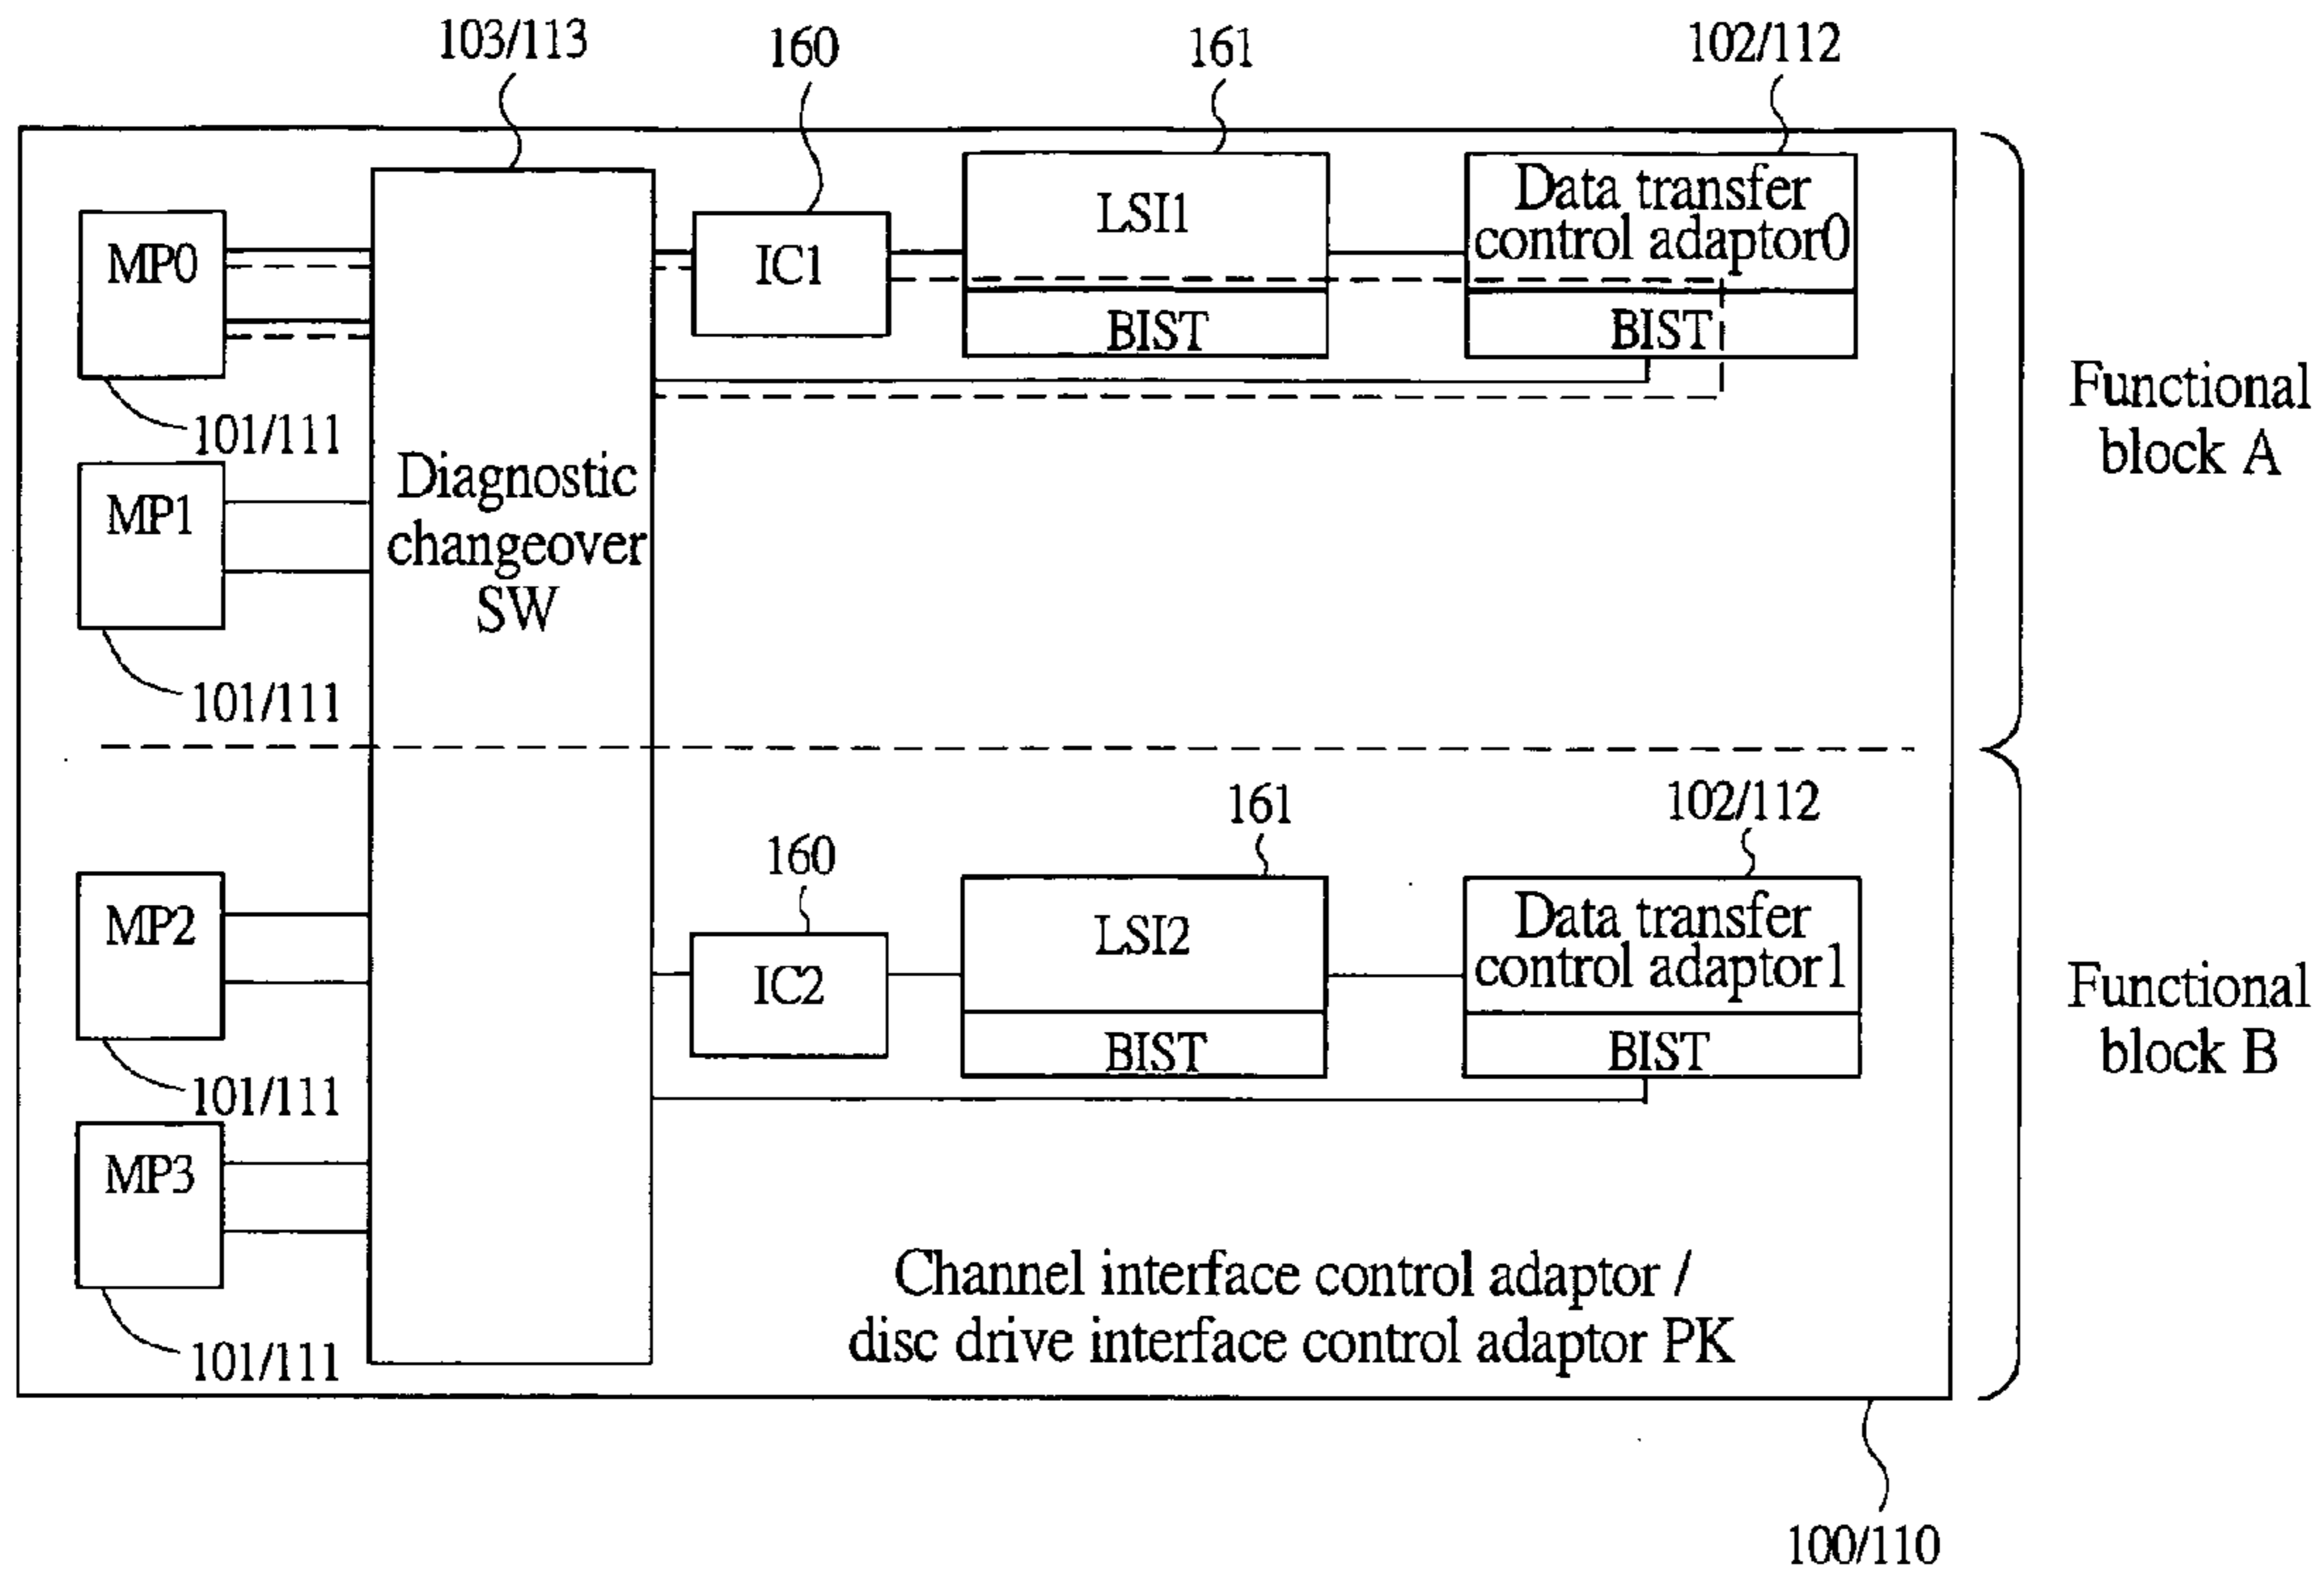 103/113
160
161
102/112
MP0
101/111
MP1
101/111
Diagnostic
changeover
SW
IC1
LSI1
BIST
Data transfer
control adaptor0
BIST
Functional
block A
MP2
101/111
MP3
101/111
160
IC2
161
LSI2
BIST
102/112
Data transfer
control adaptor1
BIST
Functional
block B
Channel interface control adaptor /
disc drive interface control adaptor PK
100/110